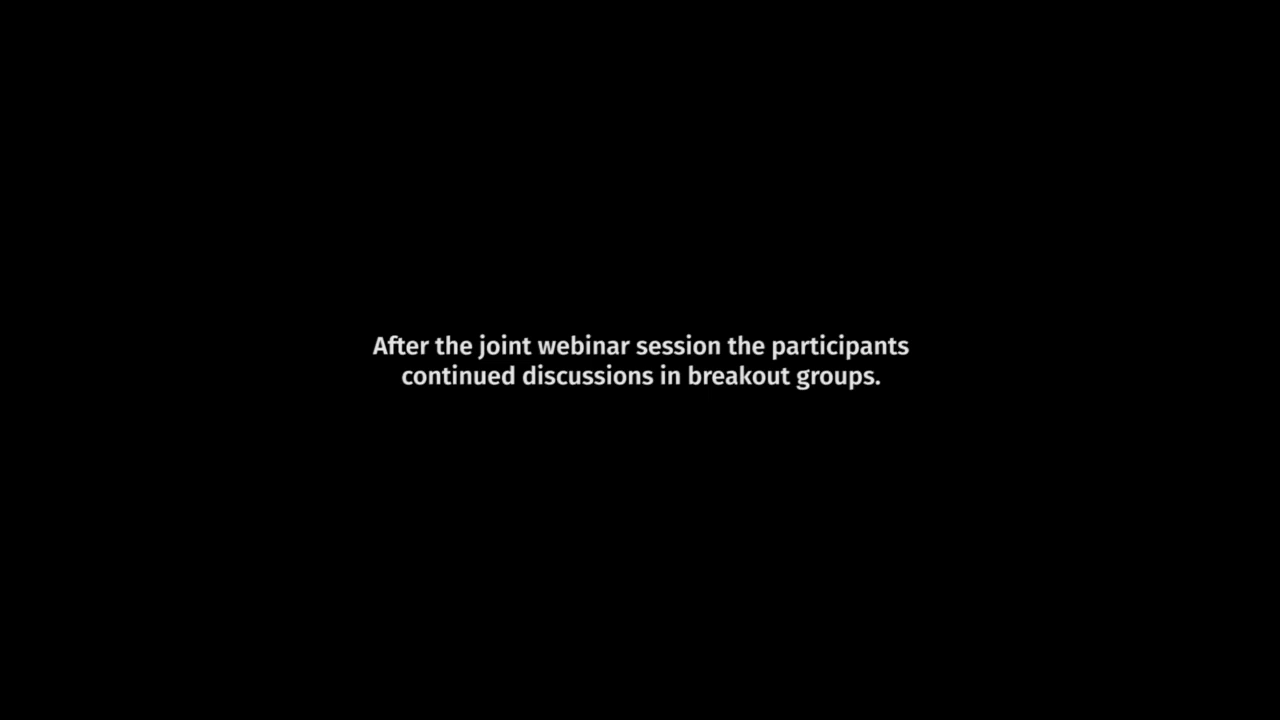 After the joint webinar session the participants
continued discussions in breakout groups.